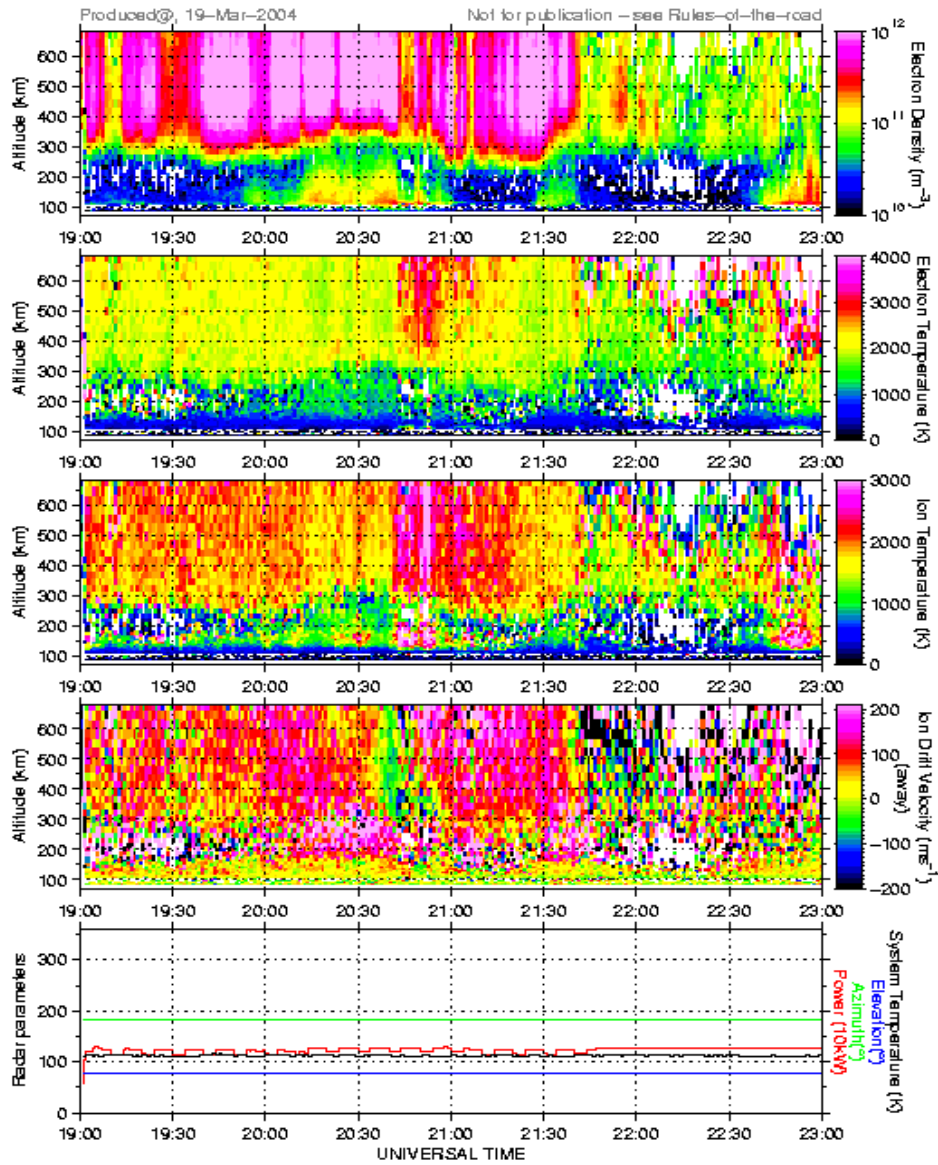 Produced@, 19-Mar-2004 Not for publication - see Rules-of-the-road
Altitude (km)
600
500
400
300
200
100
19:00 19:30 20:00 20:30 21:00 21:30 22:00 22:30 23:00
10^12
10^11
10^10
Electron Density (m^-3)
Altitude (km)
600
500
400
300
200
100
19:00 19:30 20:00 20:30 21:00 21:30 22:00 22:30 23:00
4000
3000
2000
1000
0
Electron Temperature (K)
Altitude (km)
600
500
400
300
200
100
19:00 19:30 20:00 20:30 21:00 21:30 22:00 22:30 23:00
3000
2000
1000
0
Ion Temperature (K)
Altitude (km)
600
500
400
300
200
100
19:00 19:30 20:00 20:30 21:00 21:30 22:00 22:30 23:00
200
100
0
-100
-200
Ion Drift Velocity (ms^-1)
(away)
Radar parameters
300
200
100
0
19:00 19:30 20:00 20:30 21:00 21:30 22:00 22:30 23:00
System Temperature (K)
Elevation(°)
Azimuth(°)
Power (10kW)
UNIVERSAL TIME